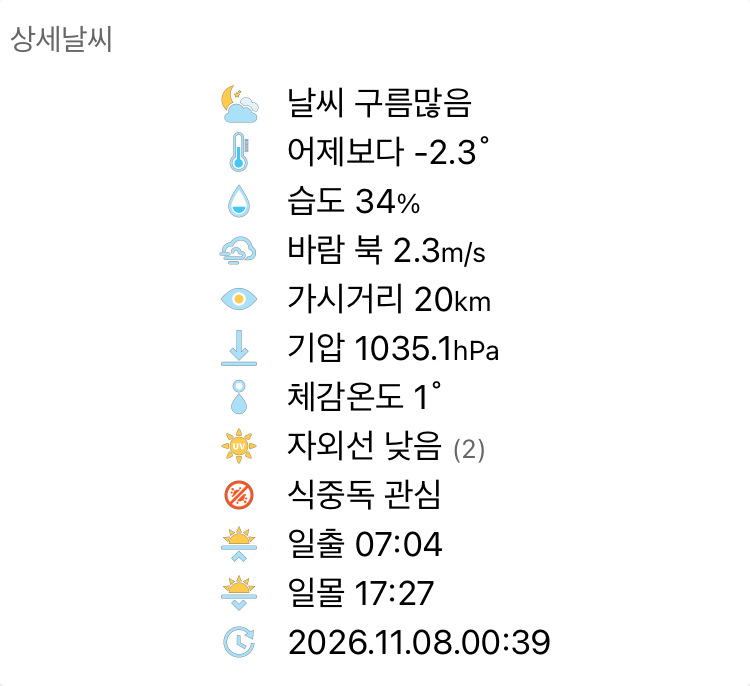 상세날씨
날씨 구름많음
어제보다 -2.3˚
습도 34%
바람 북 2.3m/s
가시거리 20km
기압 1035.1hPa
체감온도 1˚
UV 자외선 낮음 (2)
식중독 관심
일출 07:04
일몰 17:27
2026.11.08.00:39